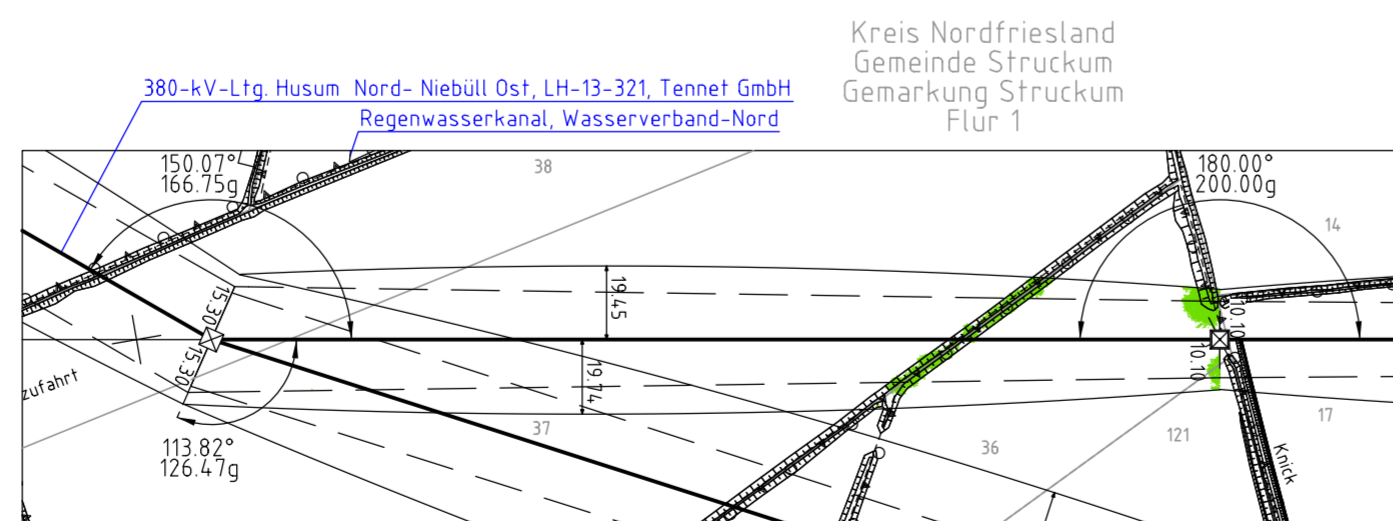 Kreis Nordfriesland
Gemeinde Struckum
Gemarkung Struckum
Flur 1
380-kV-Ltg. Husum Nord- Niebüll Ost, LH-13-321, Tennet GmbH
Regenwasserkanal, Wasserverband-Nord
150.07°
166.75g
38
180.00°
200.00g
14
15.30
19.45
10.10
15.30
19.74
10.10
zufahrt
37
36
121
17
Knick
113.82°
126.47g